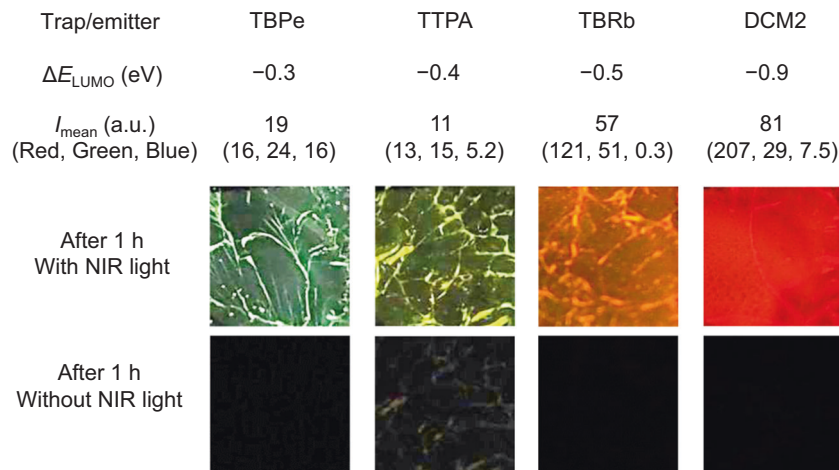 Trap/emitter TBPe TTPA TBRb DCM2
ΔE_LUMO (eV) −0.3 −0.4 −0.5 −0.9
I_mean (a.u.) 19 11 57 81
(Red, Green, Blue) (16, 24, 16) (13, 15, 5.2) (121, 51, 0.3) (207, 29, 7.5)
After 1 h
With NIR light
After 1 h
Without NIR light